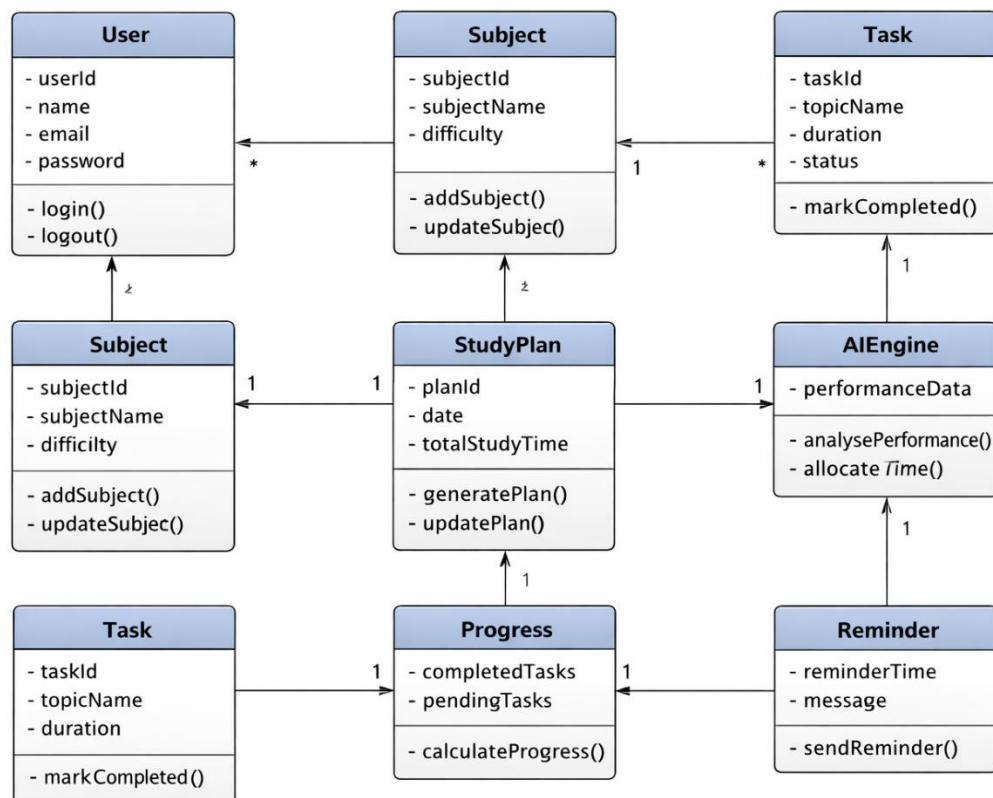 User
- userId
- name
- email
- password
- login()
- logout()
Subject
- subjectId
- subjectName
- difficulty
- addSubject()
- updateSubjec()
Task
- taskId
- topicName
- duration
- status
- markCompleted()
*
1
*
1
Subject
- subjectId
- subjectName
- difficilty
- addSubject()
- updateSubjec()
1
1
StudyPlan
- planId
- date
- totalStudyTime
- generatePlan()
- updatePlan()
1
AIEngine
- performanceData
- analysePerformance()
- allocate Time()
1
1
Task
- taskId
- topicName
- duration
- markCompleted()
1
Progress
- completedTasks
- pendingTasks
- calculateProgress()
1
Reminder
- reminderTime
- message
- sendReminder()